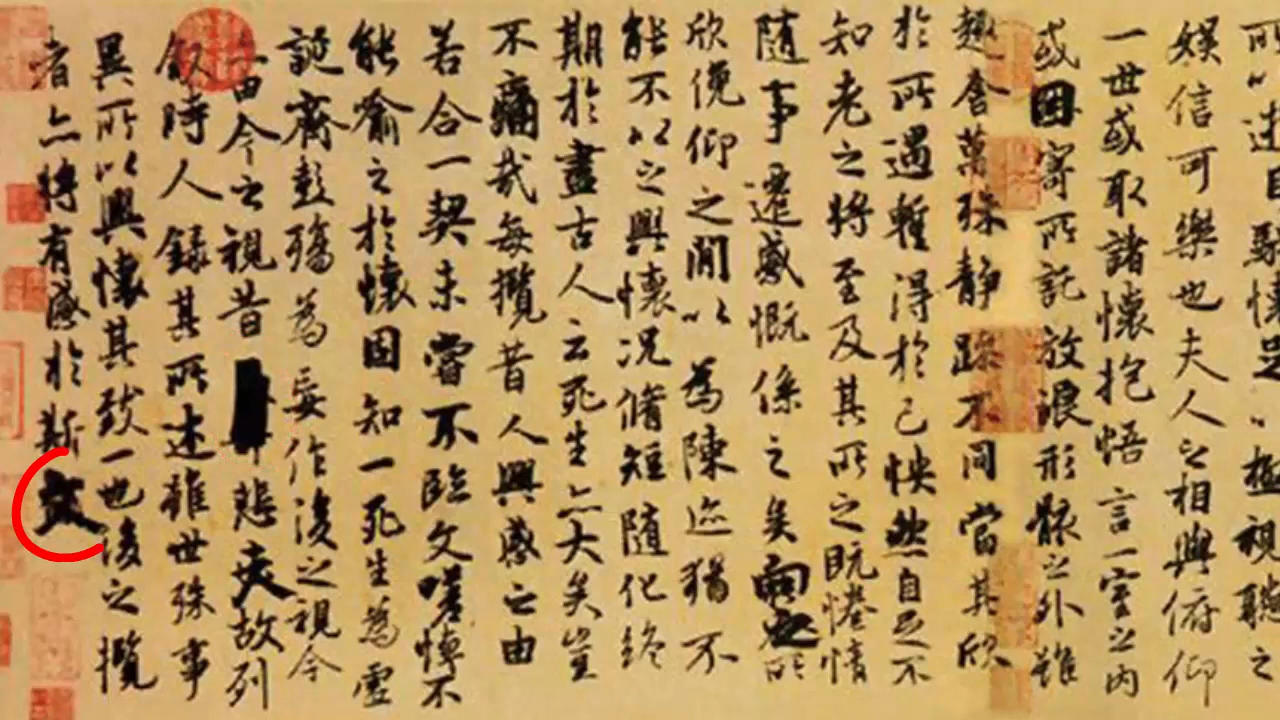 所以遊目騁懷足以極視聽之
娛信可樂也夫人之相與俯仰
一世或取諸懷抱悟言一室之內
或因寄所託放浪形骸之外雖
趣舍萬殊靜躁不同當其欣
於所遇暫得於己怏然自足不
知老之將至及其所之既惓情
隨事遷感慨係之矣向之所
欣俛仰之間以為陳迹猶不
能不以之興懷況脩短隨化終
期於盡古人云死生亦大矣豈
不痛哉每攬昔人興感之由
若合一契未嘗不臨文嗟悼不
能喻之於懷固知一死生為虛
誕齊彭殤為妄作後之視今
亦由今之視昔悲夫故列
敘時人錄其所述雖世殊事
異所以興懷其致一也後之攬
者亦將有感於斯文